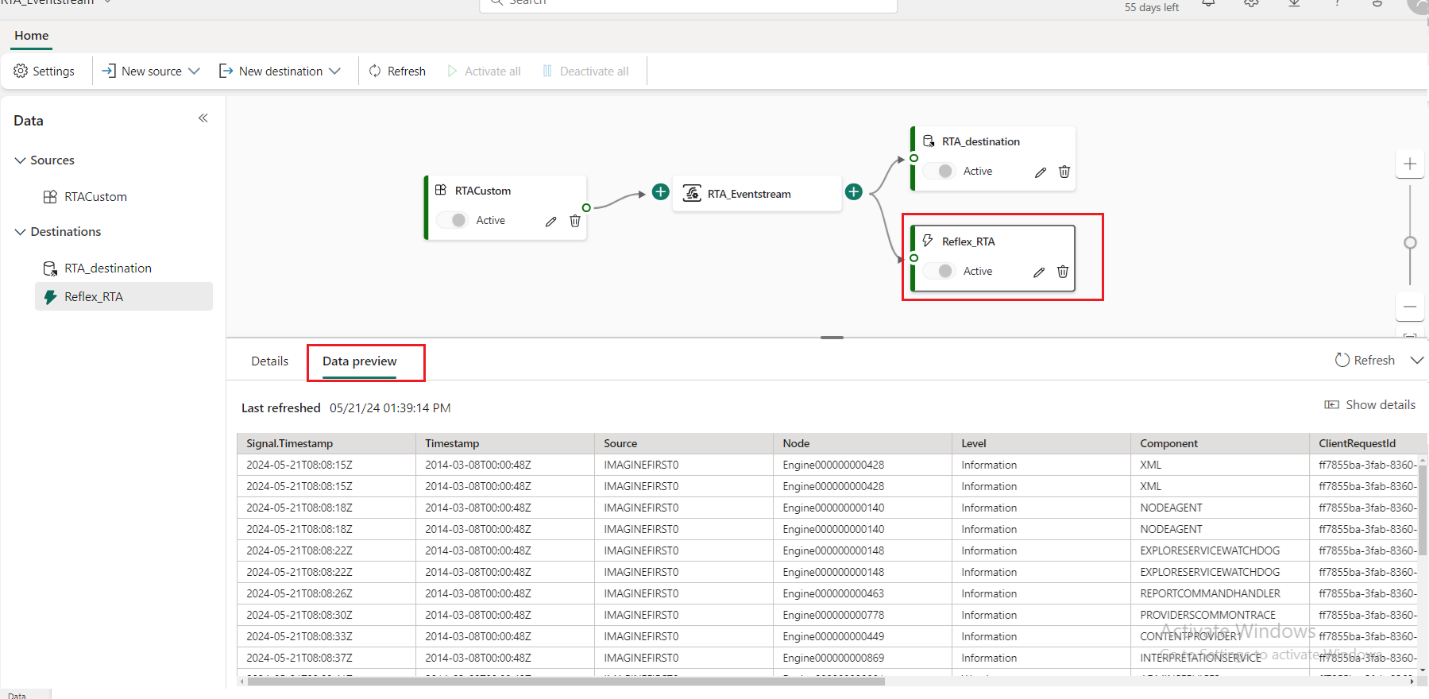 RTA_Eventstream
Search
55 days left
Home
Settings
New source
New destination
Refresh
Activate all
Deactivate all
Data
Sources
RTACustom
Destinations
RTA_destination
Reflex_RTA
RTACustom
Active
RTA_Eventstream
RTA_destination
Active
Reflex_RTA
Active
Details Data preview Refresh
Last refreshed 05/21/24 01:39:14 PM
Show details
Signal.Timestamp Timestamp Source Node Level Component ClientRequestId
2024-05-21T08:08:15Z 2014-03-08T00:00:48Z IMAGINEFIRST0 Engine000000000428 Information XML ff7855ba-3fab-8360-
2024-05-21T08:08:15Z 2014-03-08T00:00:48Z IMAGINEFIRST0 Engine000000000428 Information XML ff7855ba-3fab-8360-
2024-05-21T08:08:18Z 2014-03-08T00:00:48Z IMAGINEFIRST0 Engine000000000140 Information NODEAGENT ff7855ba-3fab-8360-
2024-05-21T08:08:18Z 2014-03-08T00:00:48Z IMAGINEFIRST0 Engine000000000140 Information NODEAGENT ff7855ba-3fab-8360-
2024-05-21T08:08:22Z 2014-03-08T00:00:48Z IMAGINEFIRST0 Engine000000000148 Information EXPLORESERVICEWATCHDOG ff7855ba-3fab-8360-
2024-05-21T08:08:22Z 2014-03-08T00:00:48Z IMAGINEFIRST0 Engine000000000148 Information EXPLORESERVICEWATCHDOG ff7855ba-3fab-8360-
2024-05-21T08:08:26Z 2014-03-08T00:00:48Z IMAGINEFIRST0 Engine000000000463 Information REPORTCOMMANDHANDLER ff7855ba-3fab-8360-
2024-05-21T08:08:30Z 2014-03-08T00:00:48Z IMAGINEFIRST0 Engine000000000778 Information PROVIDERSCOMMONTRACE ff7855ba-3fab-8360-
2024-05-21T08:08:33Z 2014-03-08T00:00:48Z IMAGINEFIRST0 Engine000000000449 Information CONTENTPROVIDER1 ff7855ba-3fab-8360-
2024-05-21T08:08:37Z 2014-03-08T00:00:48Z IMAGINEFIRST0 Engine000000000869 Information INTERPRETATIONSERVICE ff7855ba-3fab-8360-
Activate Windows
Go to Settings to activate Windows.
Data